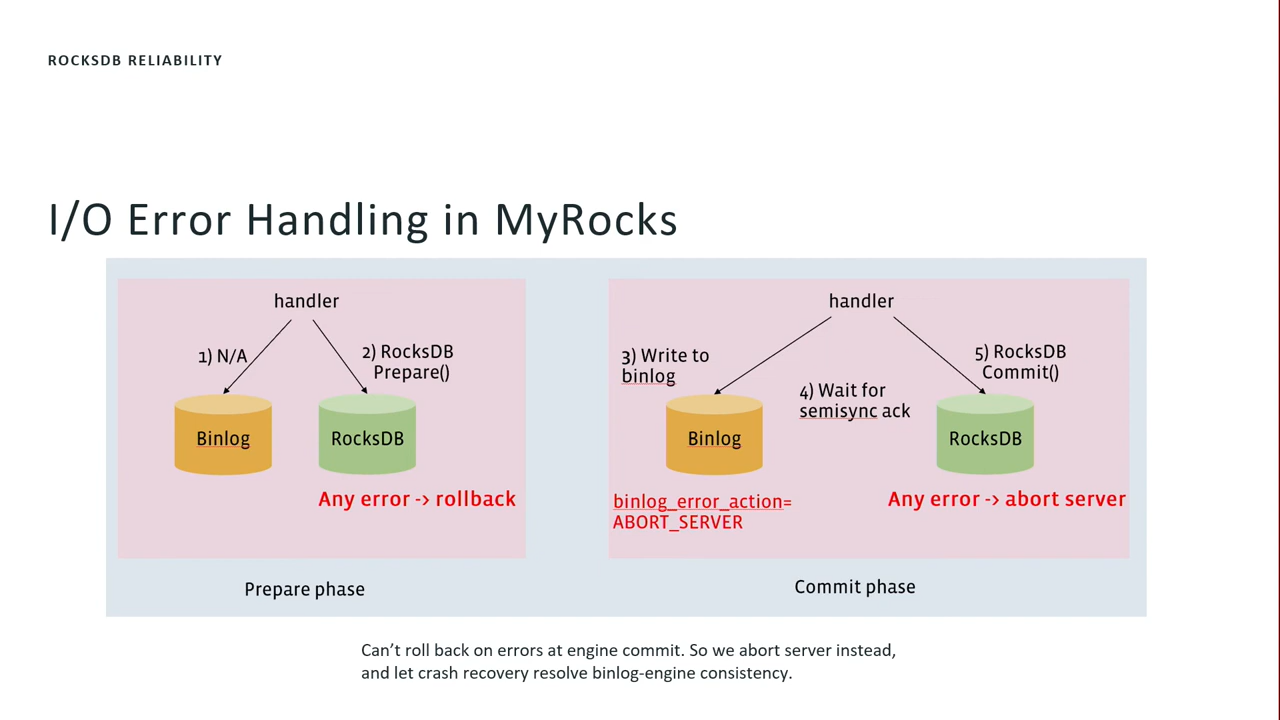 ROCKSDB RELIABILITY
I/O Error Handling in MyRocks
handler
1) N/A
2) RocksDB
Prepare()
Binlog
RocksDB
Any error -> rollback
Prepare phase
handler
3) Write to
binlog
4) Wait for
semisync ack
5) RocksDB
Commit()
Binlog
RocksDB
binlog_error_action=
ABORT_SERVER
Any error -> abort server
Commit phase
Can’t roll back on errors at engine commit. So we abort server instead,
and let crash recovery resolve binlog-engine consistency.